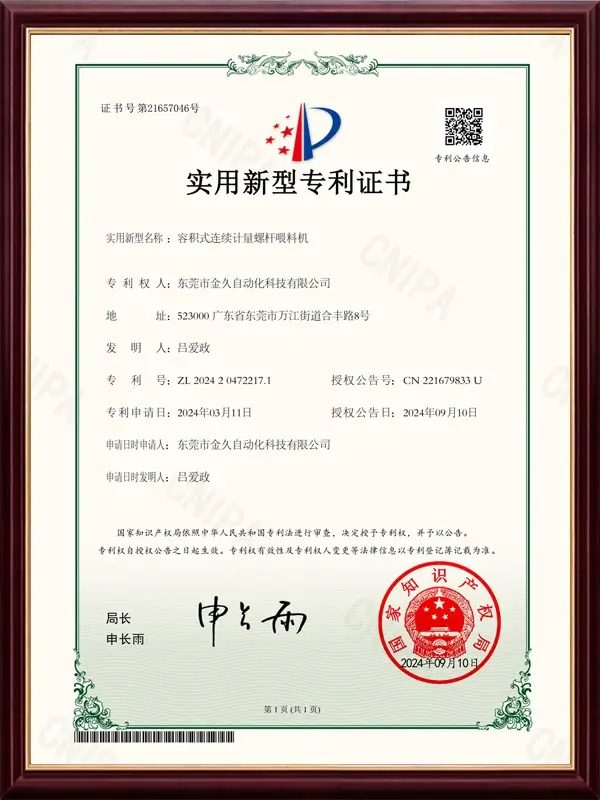 证书号第21657046号
专利公告信息
实用新型专利证书
实用新型名称：容积式连续计量螺杆喂料机
专利权人：东莞市金久自动化科技有限公司
地址：523000 广东省东莞市万江街道合丰路8号
发明人：吕爱政
专利号：ZL 2024 2 0472217.1 授权公告号：CN 221679833 U
专利申请日：2024年03月11日 授权公告日：2024年09月10日
申请日时申请人：东莞市金久自动化科技有限公司
申请日时发明人：吕爱政
国家知识产权局依照中华人民共和国专利法进行审查，决定授予专利权，并予以公告。
专利权自授权公告之日起生效。专利权有效性及专利权人变更等法律信息以专利登记簿记载为准。
局长
申长雨
申长雨
国家知识产权局
2024年09月10日
第 1 页 (共 1 页)
CNIPA